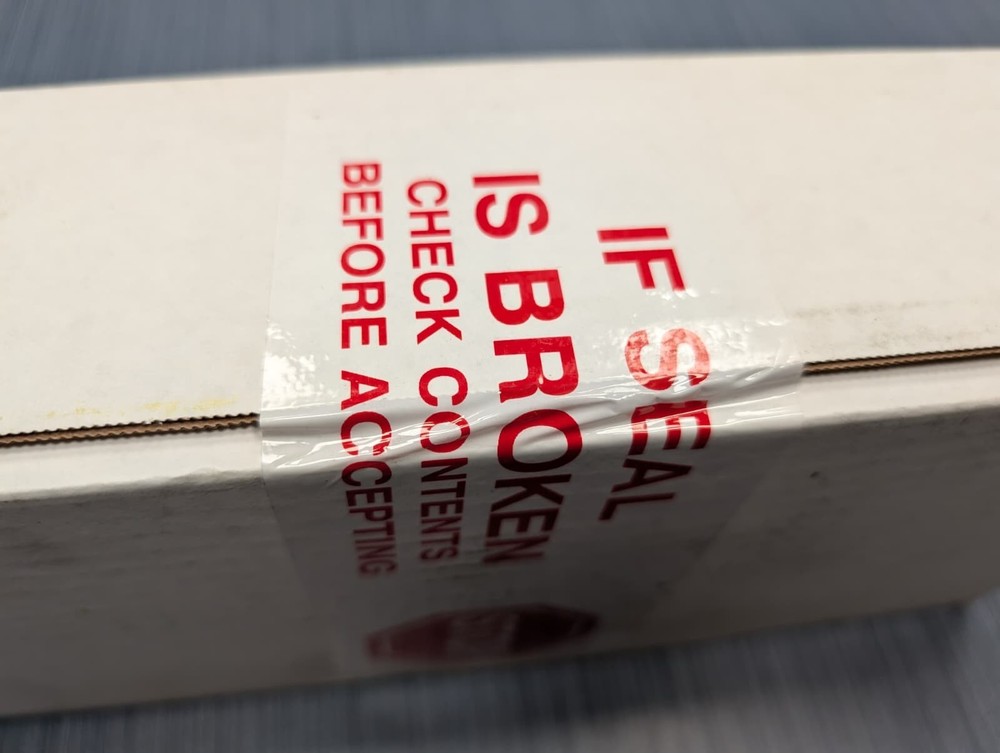 IF SEAL
IS BROKEN
CHECK CONTENTS
BEFORE ACCEPTING